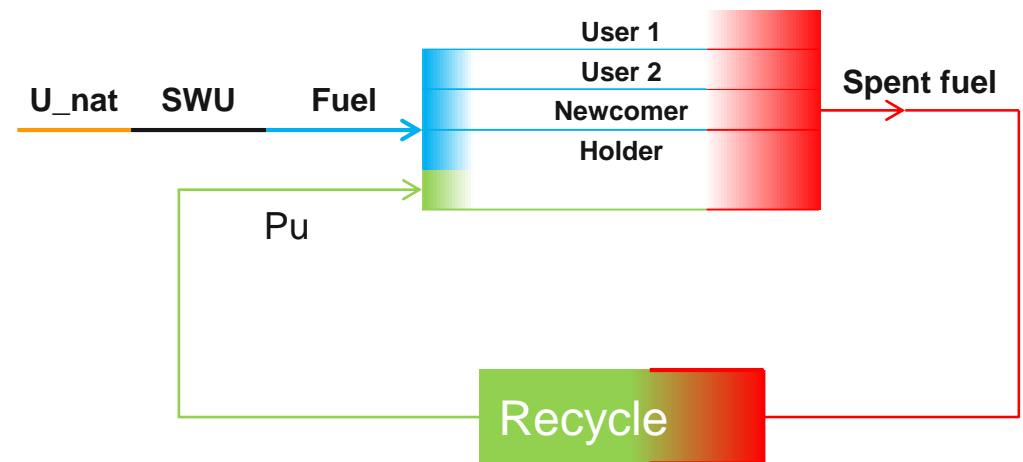 User 1
User 2
Newcomer
Holder
U_nat SWU Fuel
Spent fuel
Pu
Recycle